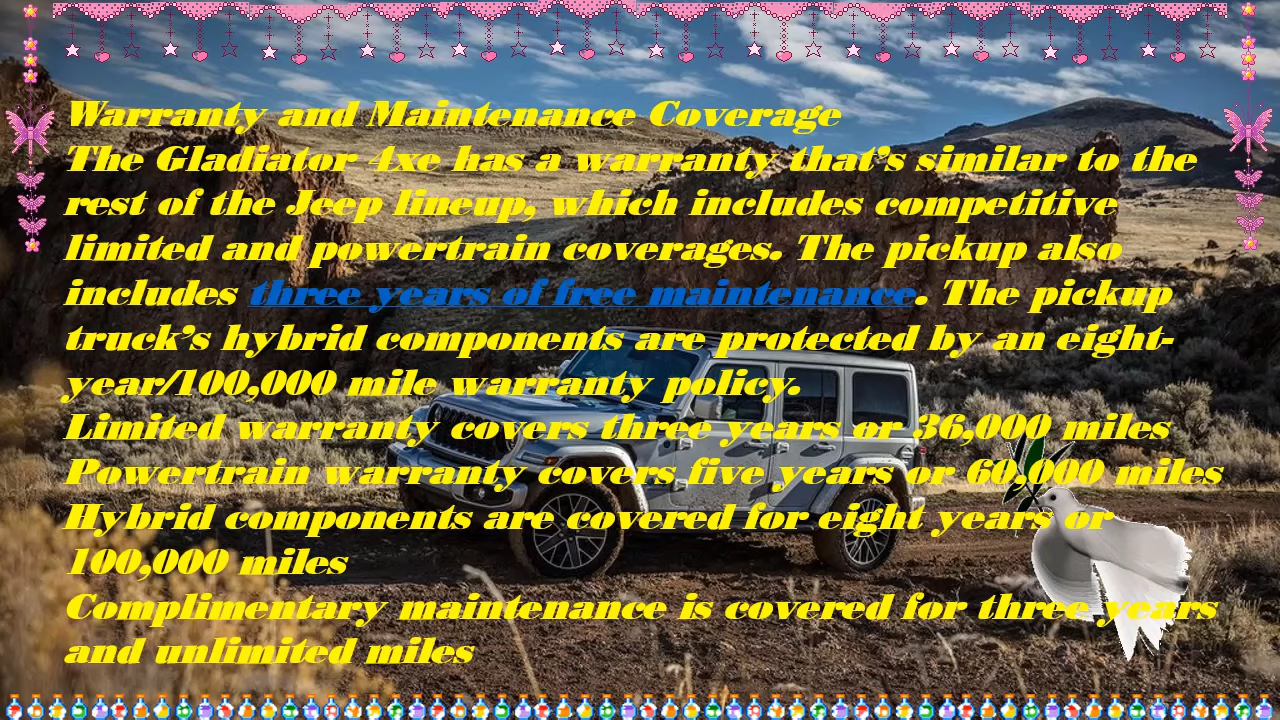 Warranty and Maintenance Coverage
The Gladiator 4xe has a warranty that’s similar to the
rest of the Jeep lineup, which includes competitive
limited and powertrain coverages. The pickup also
includes three years of free maintenance. The pickup
truck’s hybrid components are protected by an eight-
year/100,000 mile warranty policy.
Limited warranty covers three years or 36,000 miles
Powertrain warranty covers five years or 60,000 miles
Hybrid components are covered for eight years or
100,000 miles
Complimentary maintenance is covered for three years
and unlimited miles